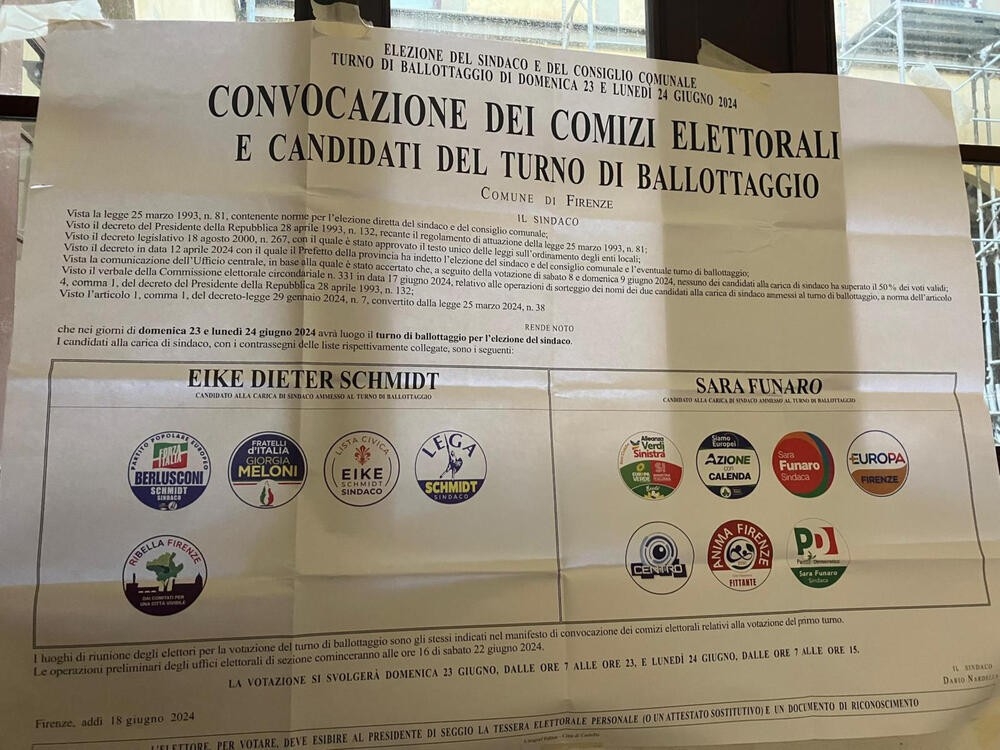 ELEZIONE DEL SINDACO E DEL CONSIGLIO COMUNALE
TURNO DI BALLOTTAGGIO DI DOMENICA 23 E LUNEDÌ 24 GIUGNO 2024
CONVOCAZIONE DEI COMIZI ELETTORALI
E CANDIDATI DEL TURNO DI BALLOTTAGGIO
COMUNE DI FIRENZE
IL SINDACO
Vista la legge 25 marzo 1993, n. 81, contenente norme per l'elezione diretta del sindaco e del consiglio comunale;
Visto il decreto del Presidente della Repubblica 28 aprile 1993, n. 132, recante il regolamento di attuazione della legge 25 marzo 1993, n. 81;
Visto il decreto legislativo 18 agosto 2000, n. 267, con il quale è stato approvato il testo unico delle leggi sull'ordinamento degli enti locali;
Visto il decreto in data 12 aprile 2024 con il quale il Prefetto della provincia ha indetto l'elezione del sindaco e del consiglio comunale e l'eventuale turno di ballottaggio;
Vista la comunicazione dell'Ufficio centrale, in base alla quale è stato accertato che, a seguito della votazione di sabato 8 e domenica 9 giugno 2024, nessuno dei candidati alla carica di sindaco ha superato il 50% dei voti validi;
Visto il verbale della Commissione elettorale circondariale n. 331 in data 17 giugno 2024, relativo alle operazioni di sorteggio dei nomi dei due candidati alla carica di sindaco ammessi al turno di ballottaggio, a norma dell'articolo
4, comma 1, del decreto del Presidente della Repubblica 28 aprile 1993, n. 132;
Visto l'articolo 1, comma 1, del decreto-legge 29 gennaio 2024, n. 7, convertito dalla legge 25 marzo 2024, n. 38
RENDE NOTO
che nei giorni di domenica 23 e lunedì 24 giugno 2024 avrà luogo il turno di ballottaggio per l'elezione del sindaco.
I candidati alla carica di sindaco, con i contrassegni delle liste rispettivamente collegate, sono i seguenti:
EIKE DIETER SCHMIDT
CANDIDATO ALLA CARICA DI SINDACO AMMESSO AL TURNO DI BALLOTTAGGIO
PARTITO POPOLARE EUROPEO
FORZA
ITALIA
BERLUSCONI
SCHMIDT
SINDACO
FRATELLI
d'ITALIA
GIORGIA
MELONI
LISTA CIVICA
EIKE
SCHMIDT
SINDACO
LEGA
SCHMIDT
SINDACO
RIBELLA FIRENZE
DAI COMITATI PER
UNA CITTÀ VIVIBILE
SARA FUNARO
CANDIDATO ALLA CARICA DI SINDACO AMMESSO AL TURNO DI BALLOTTAGGIO
Alleanza
Verdi
Sinistra
EUROPA
VERDE
SI
Siamo
Europei
AZIONE
con
CALENDA
Sara
Funaro
Sindaca
+EUROPA
FIRENZE
CENTRO
ANIMA FIRENZE
FITTANTE
PD
Partito Democratico
Sara Funaro
Sindaca
I luoghi di riunione degli elettori per la votazione del turno di ballottaggio sono gli stessi indicati nel manifesto di convocazione dei comizi elettorali relativi alla votazione del primo turno.
Le operazioni preliminari degli uffici elettorali di sezione cominceranno alle ore 16 di sabato 22 giugno 2024.
LA VOTAZIONE SI SVOLGERÀ DOMENICA 23 GIUGNO, DALLE ORE 7 ALLE ORE 23, E LUNEDÌ 24 GIUGNO, DALLE ORE 7 ALLE ORE 15.
IL SINDACO
DARIO NARDELLA
Firenze, addì 18 giugno 2024
L'ELETTORE, PER VOTARE, DEVE ESIBIRE AL PRESIDENTE DI SEGGIO LA TESSERA ELETTORALE PERSONALE (O UN ATTESTATO SOSTITUTIVO) E UN DOCUMENTO DI RICONOSCIMENTO